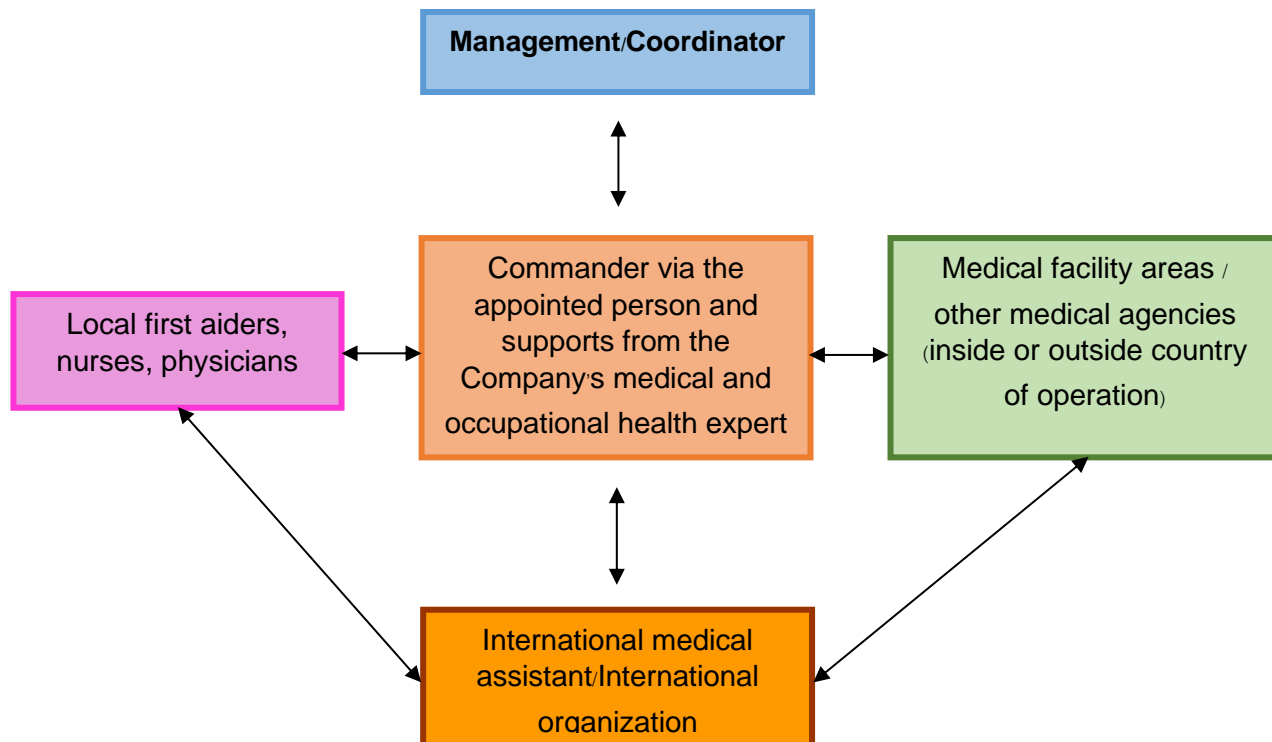 Management/Coordinator
Commander via the
appointed person and
supports from the
Company's medical and
occupational health expert
Local first aiders,
nurses, physicians
Medical facility areas /
other medical agencies
(inside or outside country
of operation)
International medical
assistant/International
organization